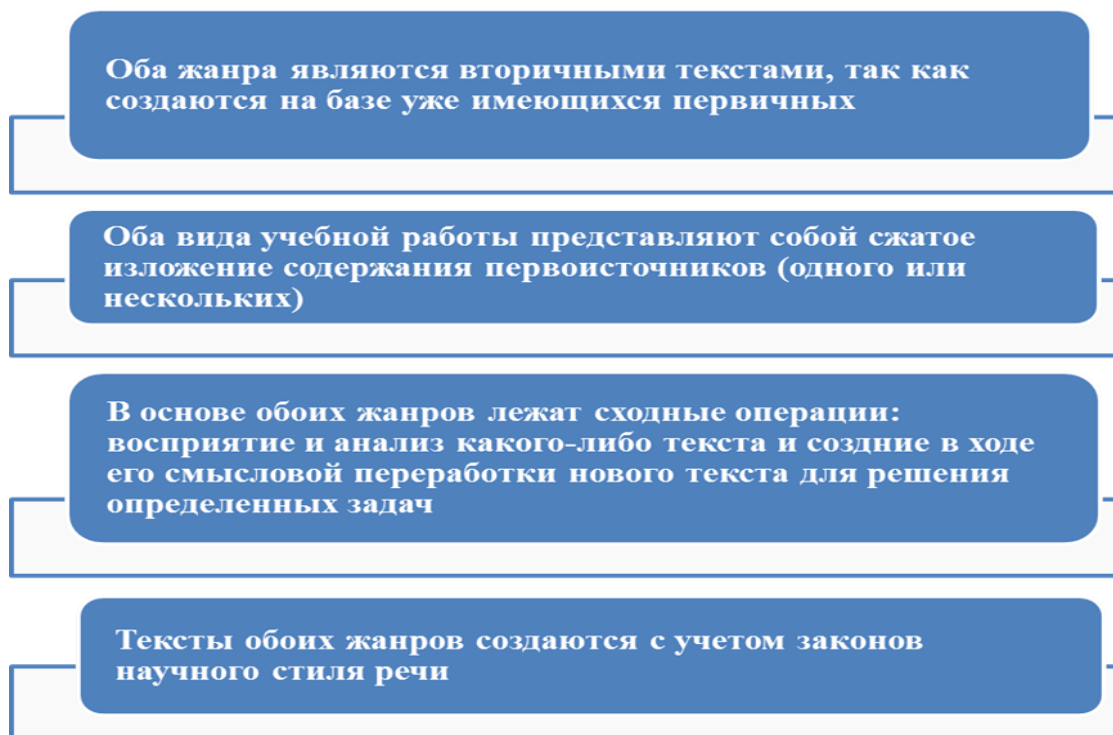 Оба жанра являются вторичными текстами, так как
создаются на базе уже имеющихся первичных
Оба вида учебной работы представляют собой сжатое
изложение содержания первоисточников (одного или
нескольких)
В основе обоих жанров лежат сходные операции:
восприятие и анализ какого-либо текста и создние в ходе
его смысловой переработки нового текста для решения
определенных задач
Тексты обоих жанров создаются с учетом законов
научного стиля речи